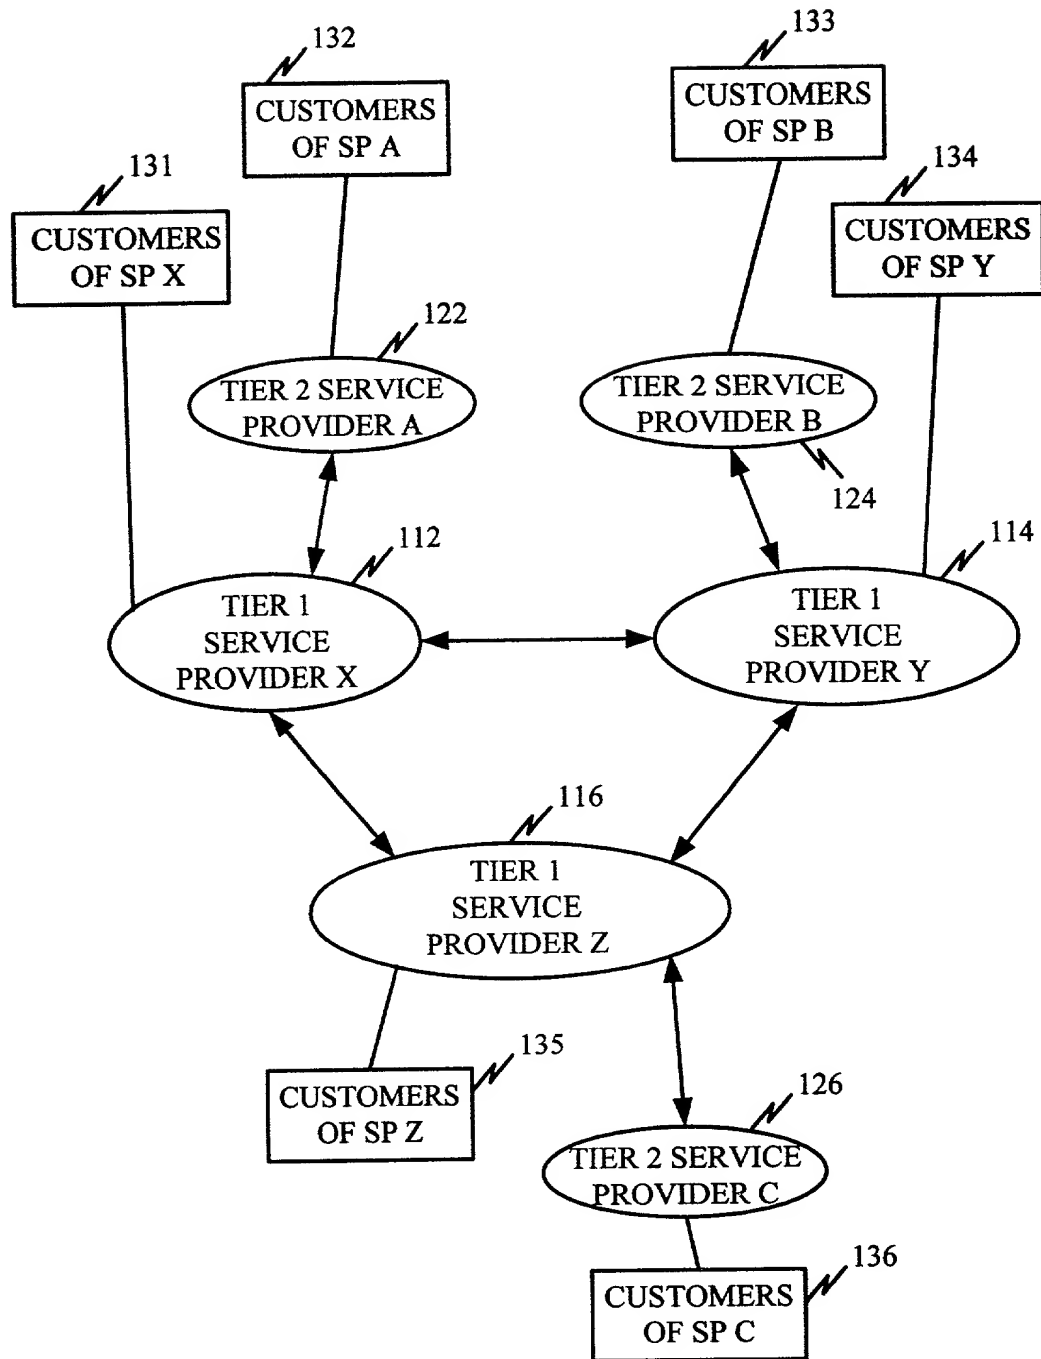 132
133
CUSTOMERS
OF SP A
CUSTOMERS
OF SP B
131
134
CUSTOMERS
OF SP X
CUSTOMERS
OF SP Y
122
TIER 2 SERVICE
PROVIDER A
TIER 2 SERVICE
PROVIDER B
124
112
114
TIER 1
SERVICE
PROVIDER X
TIER 1
SERVICE
PROVIDER Y
116
TIER 1
SERVICE
PROVIDER Z
135
CUSTOMERS
OF SP Z
126
TIER 2 SERVICE
PROVIDER C
136
CUSTOMERS
OF SP C